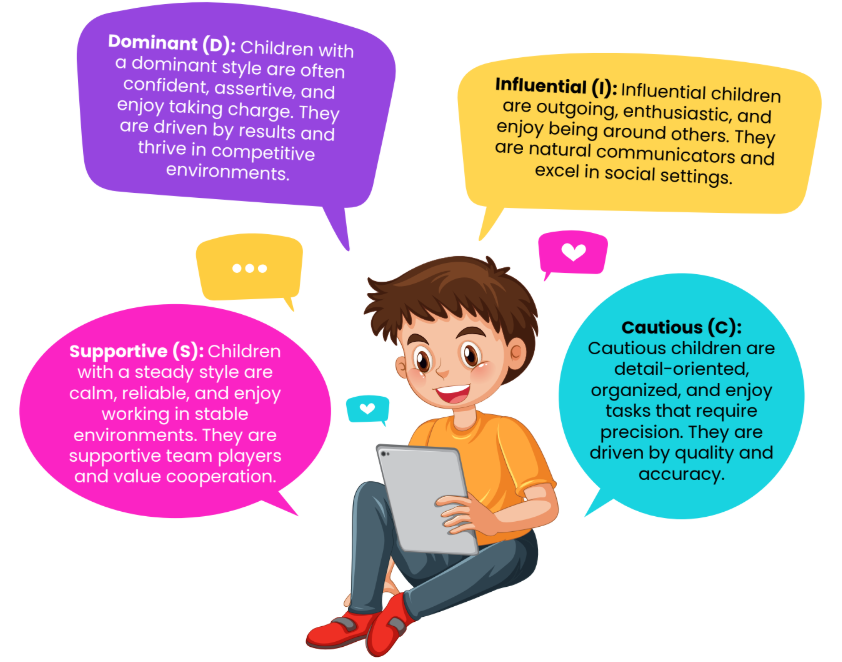 Dominant (D): Children with
a dominant style are often
confident, assertive, and
enjoy taking charge. They
are driven by results and
thrive in competitive
environments.
Influential (I): Influential children
are outgoing, enthusiastic, and
enjoy being around others. They
are natural communicators and
excel in social settings.
Supportive (S): Children
with a steady style are
calm, reliable, and enjoy
working in stable
environments. They are
supportive team players
and value cooperation.
Cautious (C):
Cautious children are
detail-oriented,
organized, and enjoy
tasks that require
precision. They are
driven by quality and
accuracy.